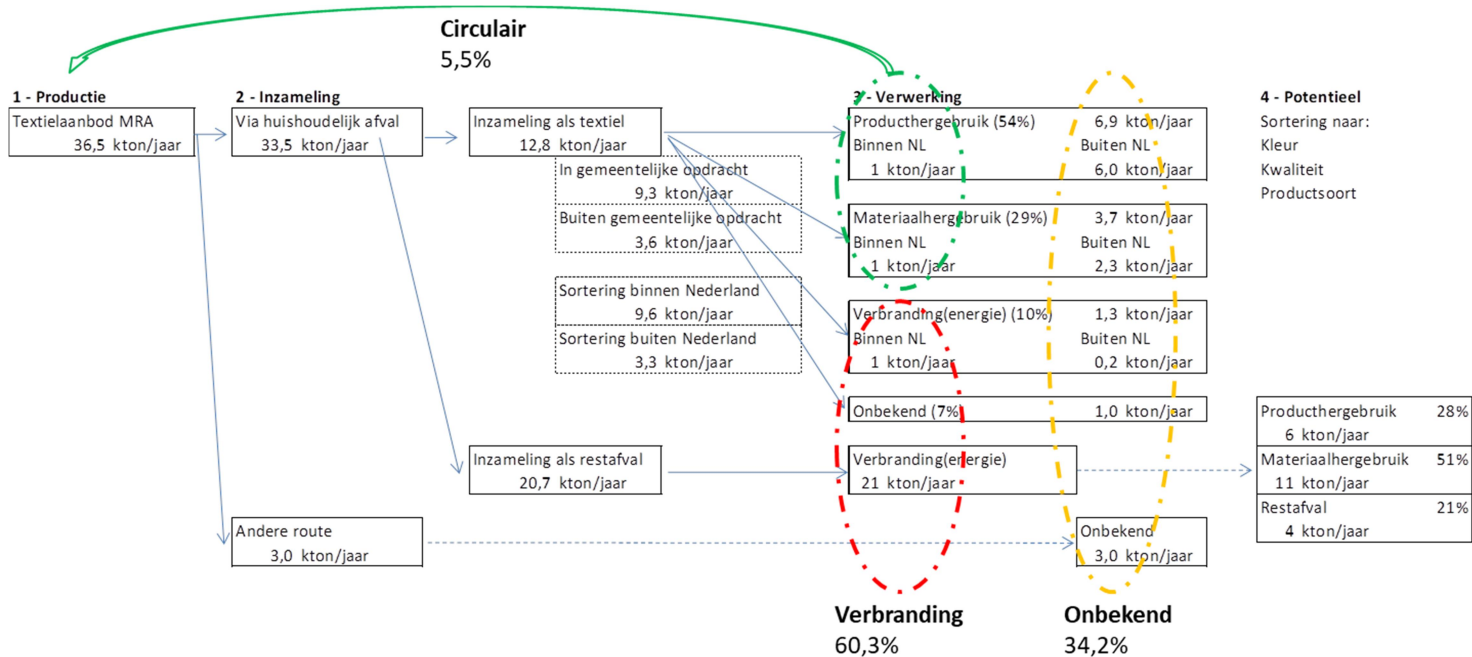 Circulair
5,5%
1 - Productie
Textielaanbod MRA
36,5 kton/jaar
2 - Inzameling
Via huishoudelijk afval
33,5 kton/jaar
Inzameling als textiel
12,8 kton/jaar
In gemeentelijke opdracht
9,3 kton/jaar
Buiten gemeentelijke opdracht
3,6 kton/jaar
Sortering binnen Nederland
9,6 kton/jaar
Sortering buiten Nederland
3,3 kton/jaar
Inzameling als restafval
20,7 kton/jaar
Andere route
3,0 kton/jaar
3 - Verwerking
Producthergebruik (54%) 6,9 kton/jaar
Binnen NL Buiten NL
1 kton/jaar 6,0 kton/jaar
Materiaalhergebruik (29%) 3,7 kton/jaar
Binnen NL Buiten NL
1 kton/jaar 2,3 kton/jaar
Verbranding(energie) (10%) 1,3 kton/jaar
Binnen NL Buiten NL
1 kton/jaar 0,2 kton/jaar
Onbekend (7%) 1,0 kton/jaar
Verbranding(energie)
21 kton/jaar
Onbekend
3,0 kton/jaar
4 - Potentieel
Sortering naar:
Kleur
Kwaliteit
Productsoort
Producthergebruik 28%
6 kton/jaar
Materiaalhergebruik 51%
11 kton/jaar
Restafval 21%
4 kton/jaar
Verbranding
60,3%
Onbekend
34,2%